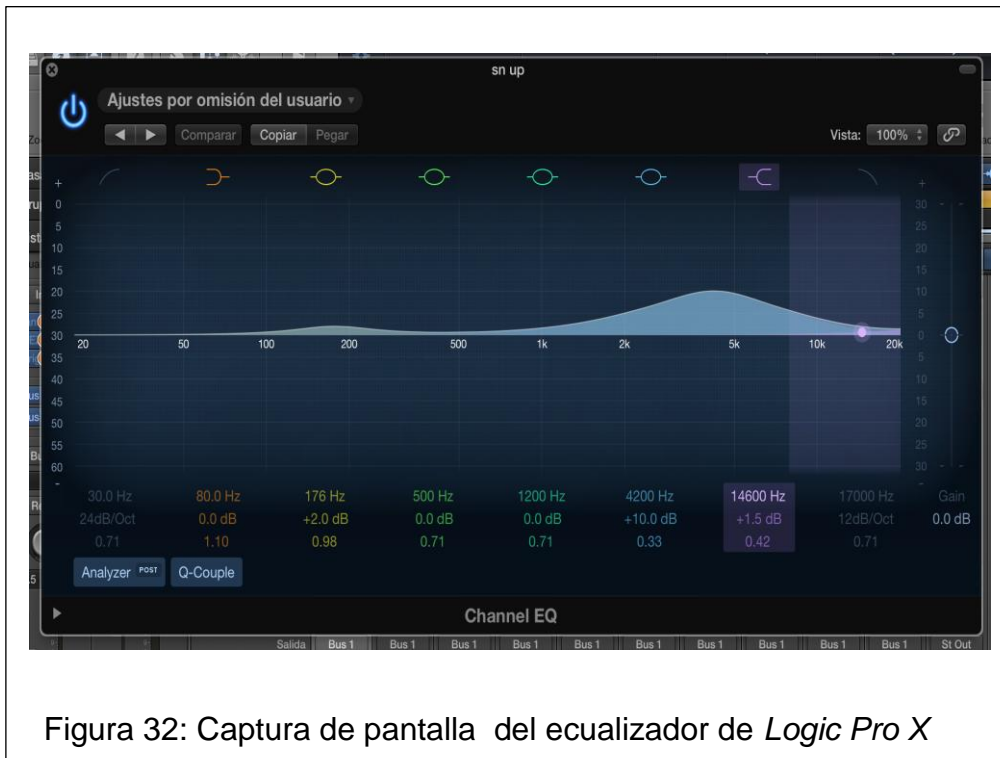 sn up
Ajustes por omisión del usuario
Comparar Copiar Pegar Vista: 100%
+ +
0 30
5 25
10 20
15 15
20 10
25 5
30 0
20 50 100 200 500 1k 2k 5k 10k 20k
35 5
40 10
45 15
50 20
55 25
60 30
- -
30.0 Hz 80.0 Hz 176 Hz 500 Hz 1200 Hz 4200 Hz 14600 Hz 17000 Hz Gain
24dB/Oct 0.0 dB +2.0 dB 0.0 dB 0.0 dB +10.0 dB +1.5 dB 12dB/Oct 0.0 dB
0.71 1.10 0.98 0.71 0.71 0.33 0.42 0.71
Analyzer POST Q-Couple
Channel EQ
Salida Bus 1 Bus 1 Bus 1 Bus 1 Bus 1 Bus 1 Bus 1 Bus 1 Bus 1 St Out
Figura 32: Captura de pantalla del ecualizador de Logic Pro X